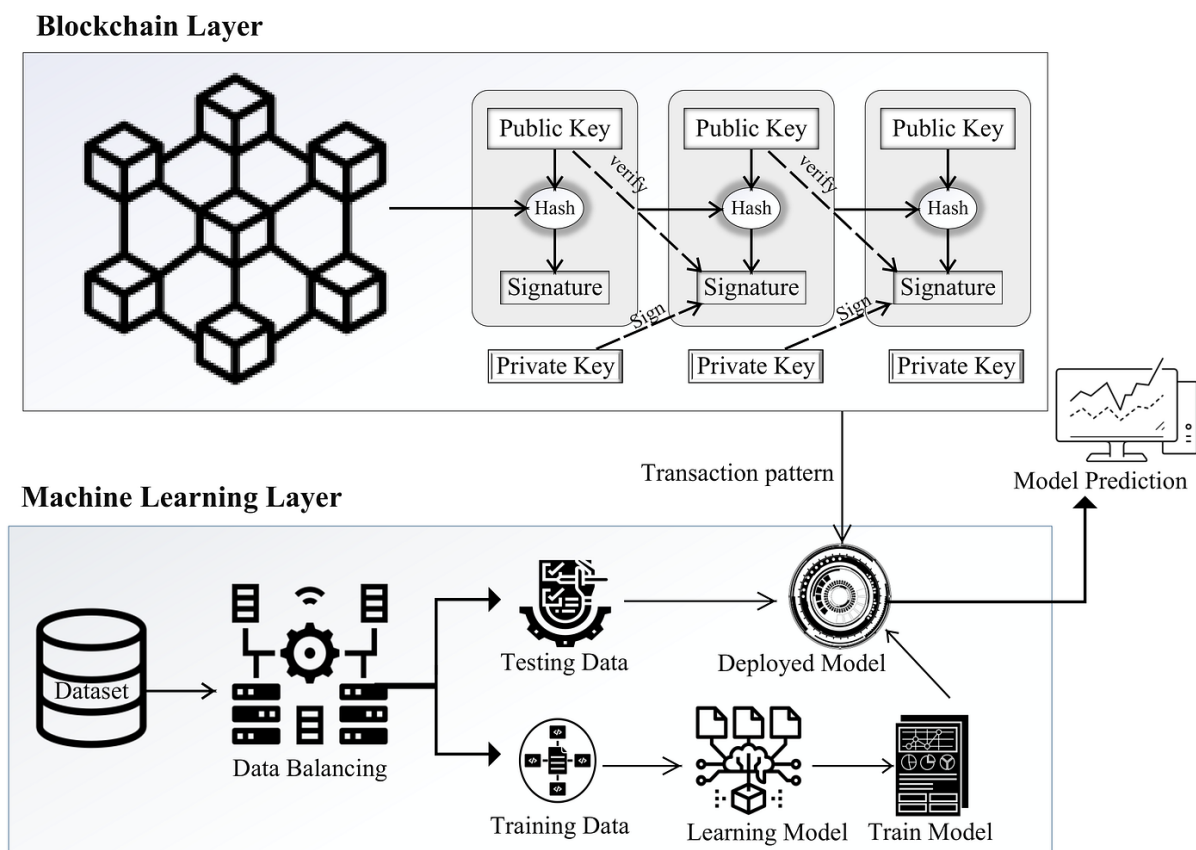 Blockchain Layer
Public Key
Public Key
Public Key
verify
verify
Hash
Hash
Hash
Signature
Signature
Signature
Sign
Sign
Private Key
Private Key
Private Key
Transaction pattern
Model Prediction
Machine Learning Layer
Dataset
Data Balancing
Testing Data
Deployed Model
Training Data
Learning Model
Train Model